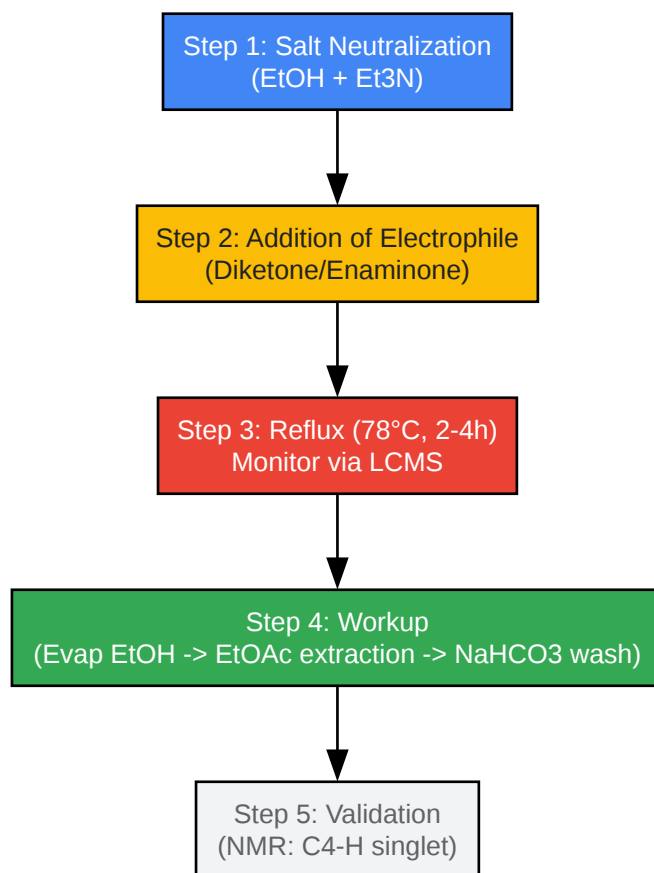 Step 1: Salt Neutralization
(EtOH + Et3N)
Step 2: Addition of Electrophile
(Diketone/Enaminone)
Step 3: Reflux (78°C, 2-4h)
Monitor via LCMS
Step 4: Workup
(Evap EtOH -> EtOAc extraction -> NaHCO3 wash)
Step 5: Validation
(NMR: C4-H singlet)